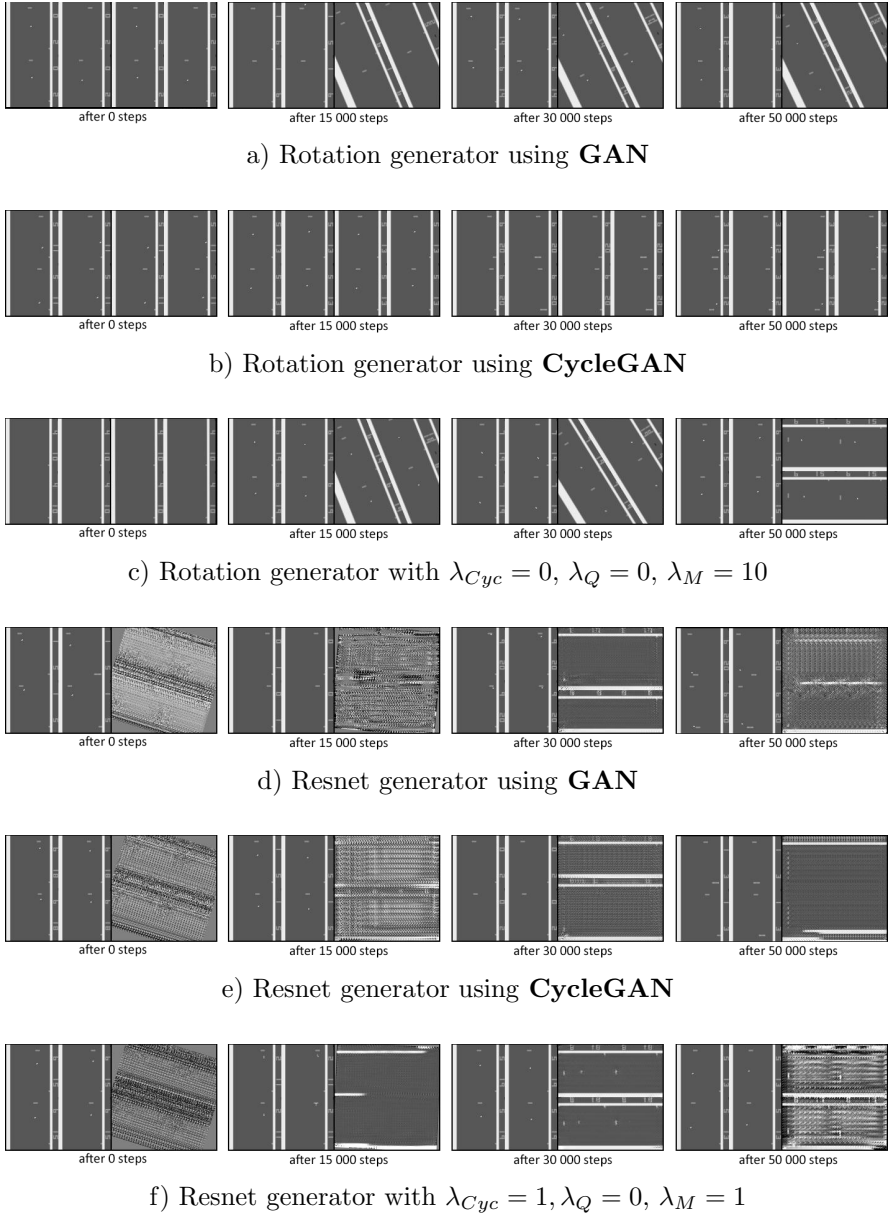 after 0 steps after 15 000 steps after 30 000 steps after 50 000 steps
a) Rotation generator using GAN
after 0 steps after 15 000 steps after 30 000 steps after 50 000 steps
b) Rotation generator using CycleGAN
after 0 steps after 15 000 steps after 30 000 steps after 50 000 steps
c) Rotation generator with λ_{Cyc} = 0, λ_Q = 0, λ_M = 10
after 0 steps after 15 000 steps after 30 000 steps after 50 000 steps
d) Resnet generator using GAN
after 0 steps after 15 000 steps after 30 000 steps after 50 000 steps
e) Resnet generator using CycleGAN
after 0 steps after 15 000 steps after 30 000 steps after 50 000 steps
f) Resnet generator with λ_{Cyc} = 1, λ_Q = 0, λ_M = 1